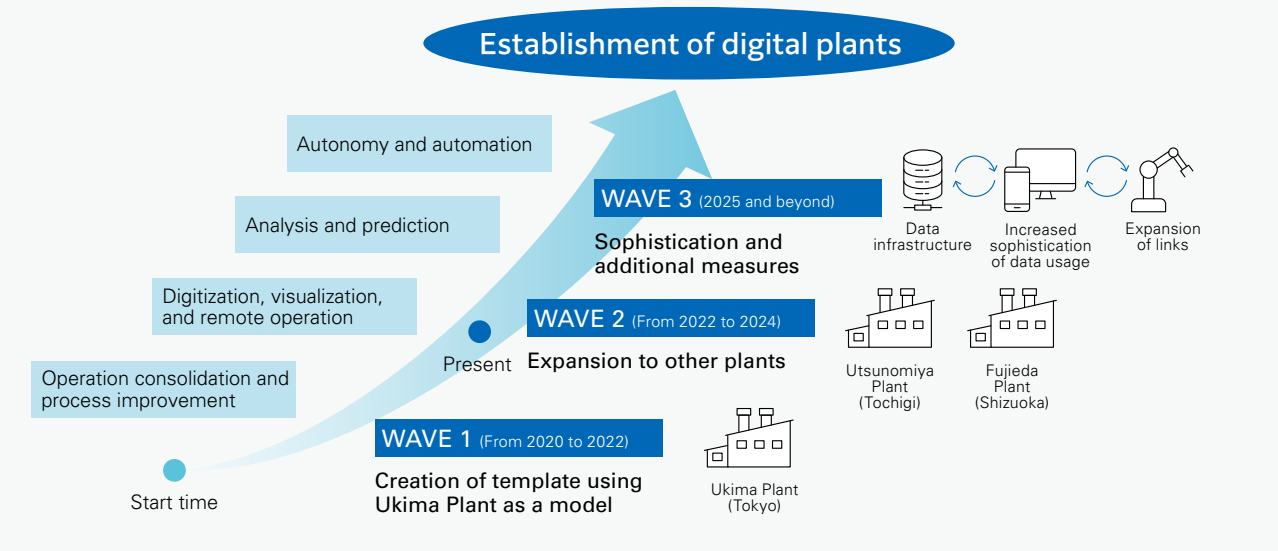 Establishment of digital plants
Autonomy and automation
Analysis and prediction
Digitization, visualization,
and remote operation
Operation consolidation and
process improvement
Start time
Present
WAVE 3 (2025 and beyond)
Sophistication and
additional measures
Data
infrastructure
Increased
sophistication
of data usage
Expansion
of links
WAVE 2 (From 2022 to 2024)
Expansion to other plants
Utsunomiya
Plant
(Tochigi)
Fujieda
Plant
(Shizuoka)
WAVE 1 (From 2020 to 2022)
Creation of template using
Ukima Plant as a model
Ukima Plant
(Tokyo)